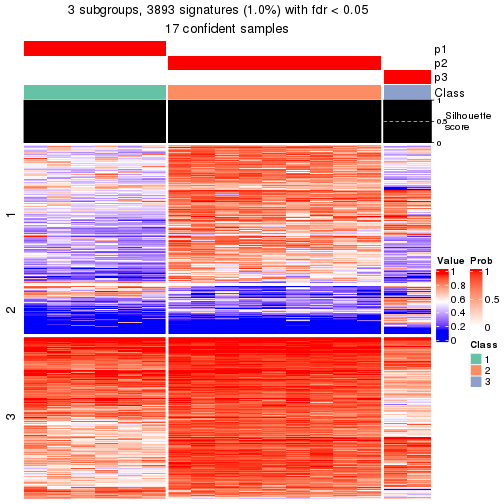 3 subgroups, 3893 signatures (1.0%) with fdr < 0.05
17 confident samples
p1
p2
p3
Class
1
0.5
0
Silhouette
score
1
2
3
Value
1
0.8
0.6
0.4
0.2
0
Prob
1
0.5
0
Class
1
2
3